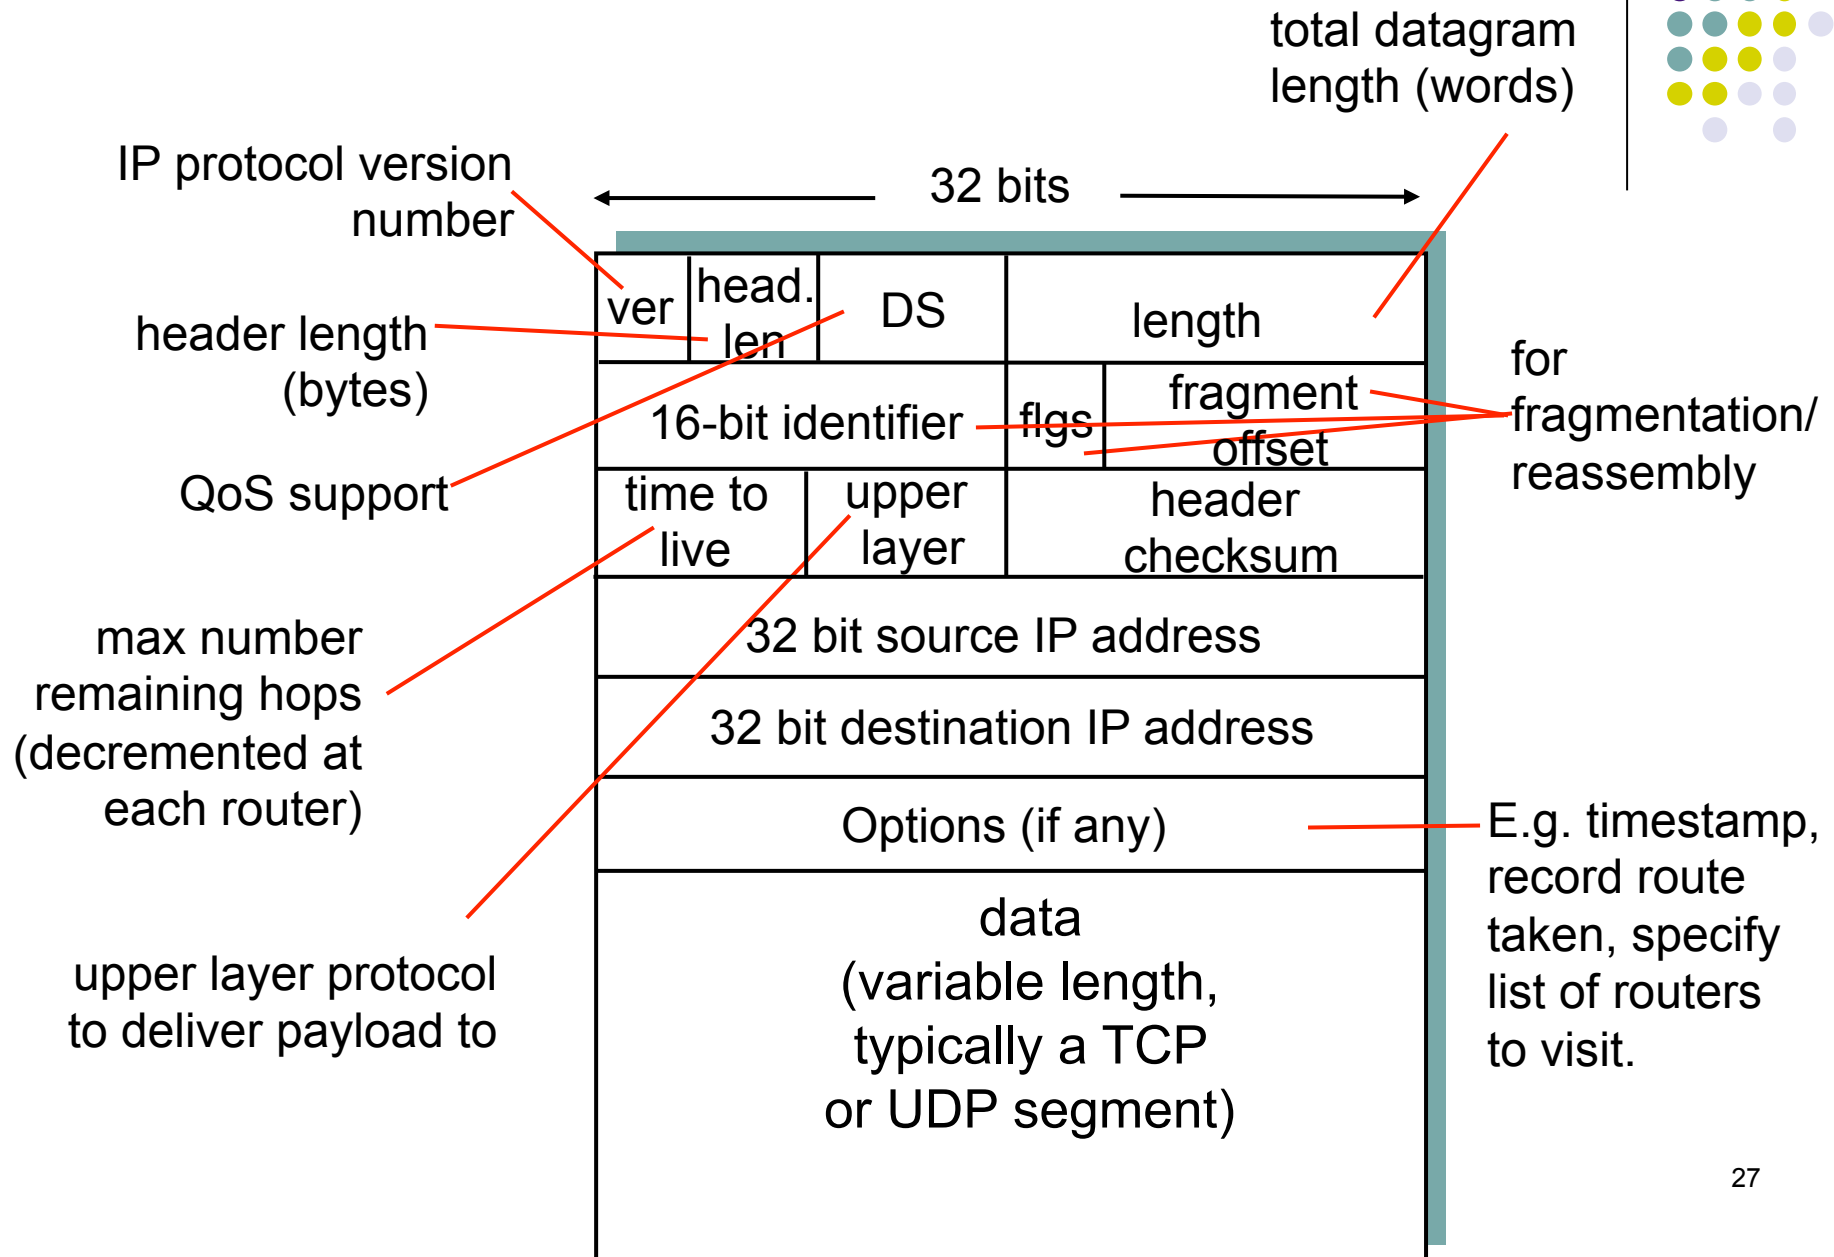 total datagram
length (words)
IP protocol version
number
32 bits
ver
head.
len
DS
length
header length
(bytes)
for
fragmentation/
reassembly
16-bit identifier
flgs
fragment
offset
QoS support
time to
live
upper
layer
header
checksum
max number
remaining hops
(decremented at
each router)
32 bit source IP address
32 bit destination IP address
Options (if any)
E.g. timestamp,
record route
taken, specify
list of routers
to visit.
upper layer protocol
to deliver payload to
data
(variable length,
typically a TCP
or UDP segment)
27